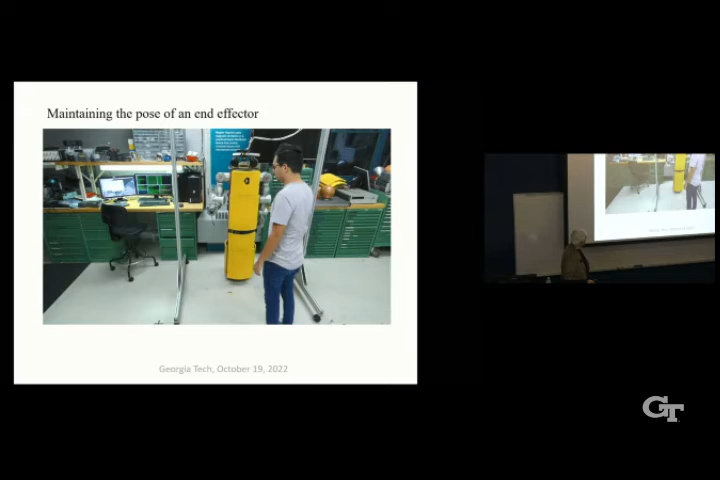 Maintaining the pose of an end effector
Georgia Tech, October 19, 2022
GT